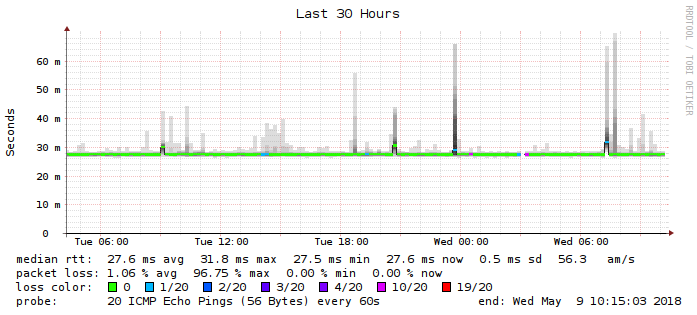 Last 30 Hours
RRDTOOL / TOBI OETIKER
Seconds
60 m
50 m
40 m
30 m
20 m
10 m
0
Tue 06:00 Tue 12:00 Tue 18:00 Wed 00:00 Wed 06:00
median rtt: 27.6 ms avg 31.8 ms max 27.5 ms min 27.6 ms now 0.5 ms sd 56.3 am/s
packet loss: 1.06 % avg 96.75 % max 0.00 % min 0.00 % now
loss color: 0 1/20 2/20 3/20 4/20 10/20 19/20
probe: 20 ICMP Echo Pings (56 Bytes) every 60s end: Wed May 9 10:15:03 2018